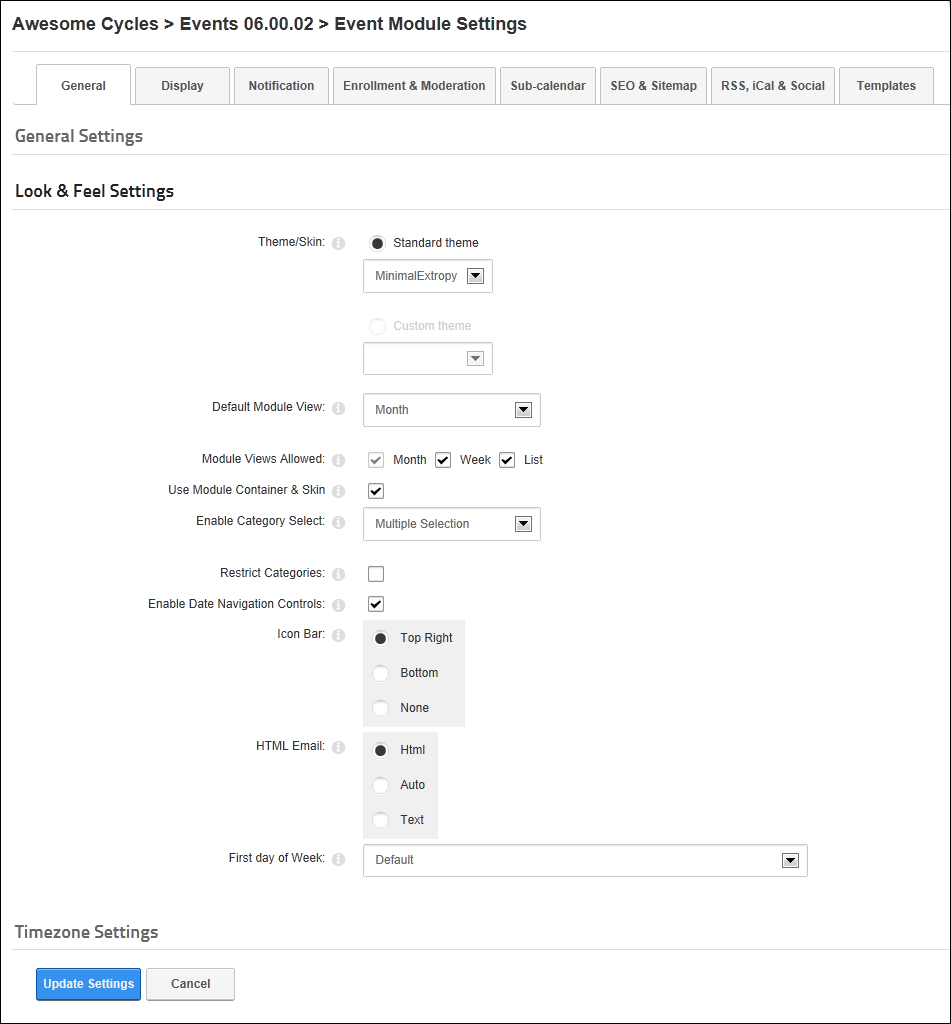 Awesome Cycles > Events 06.00.02 > Event Module Settings
General Display Notification Enrollment & Moderation Sub-calendar SEO & Sitemap RSS, iCal & Social Templates
General Settings
Look & Feel Settings
Theme/Skin: Standard theme
MinimalExtropy
Custom theme
Default Module View: Month
Module Views Allowed: Month Week List
Use Module Container & Skin
Enable Category Select: Multiple Selection
Restrict Categories:
Enable Date Navigation Controls:
Icon Bar: Top Right
Bottom
None
HTML Email: Html
Auto
Text
First day of Week: Default
Timezone Settings
Update Settings Cancel